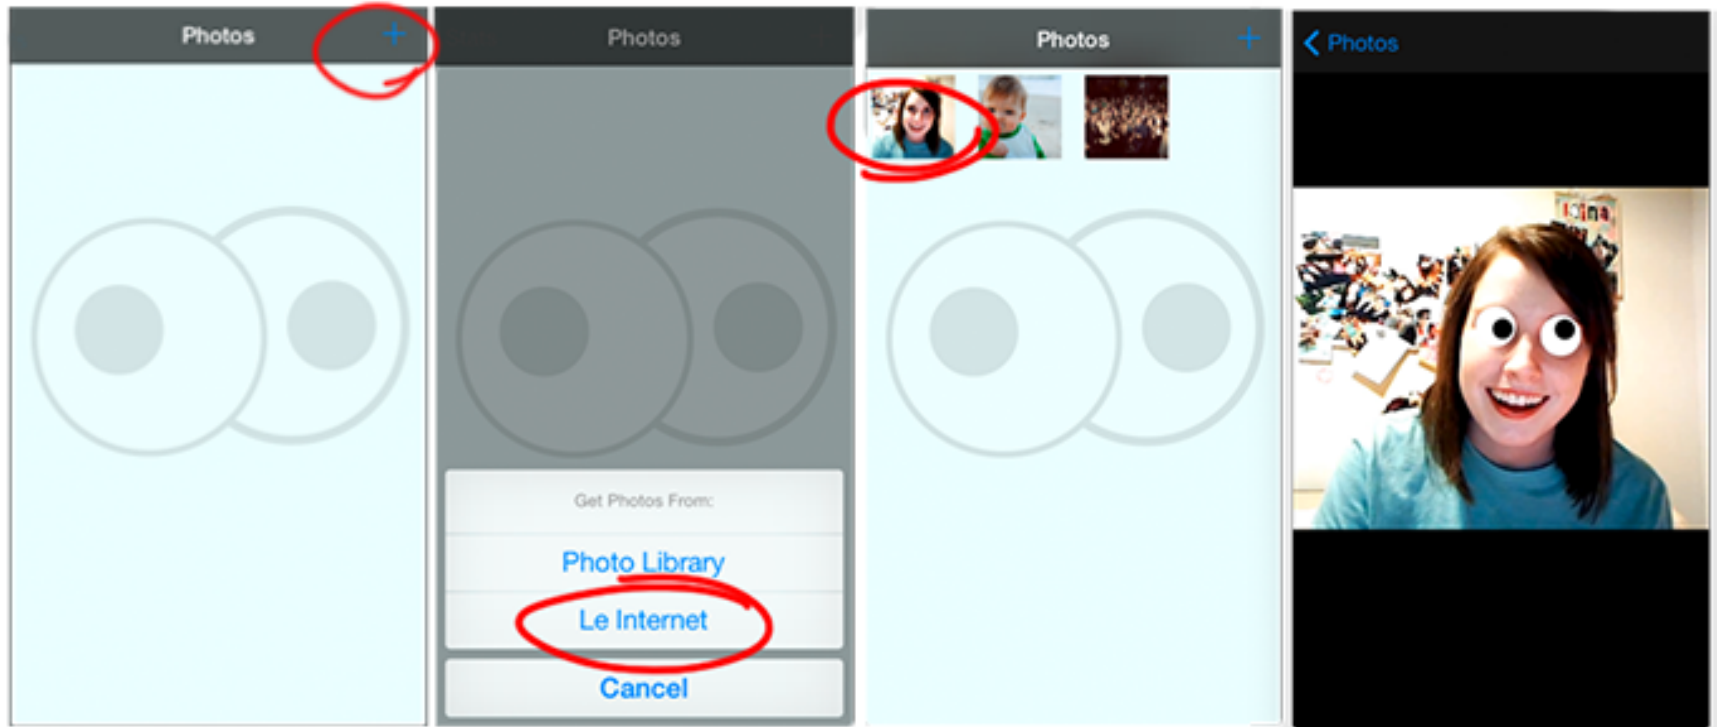 Photos +
Photos
Get Photos From:
Photo Library
Le Internet
Cancel
Photos +
Photos